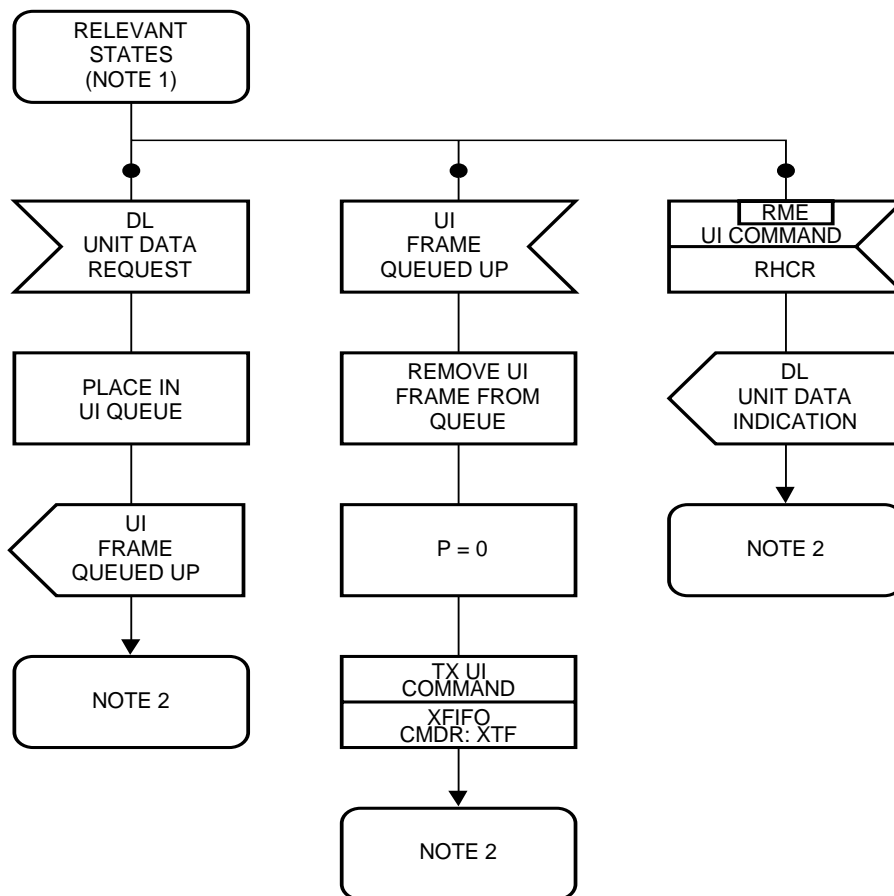 RELEVANT
STATES
(NOTE 1)
DL
UNIT DATA
REQUEST
PLACE IN
UI QUEUE
UI
FRAME
QUEUED UP
NOTE 2
UI
FRAME
QUEUED UP
REMOVE UI
FRAME FROM
QUEUE
P = 0
TX UI
COMMAND
XFIFO
CMDR: XTF
NOTE 2
RME
UI COMMAND
RHCR
DL
UNIT DATA
INDICATION
NOTE 2